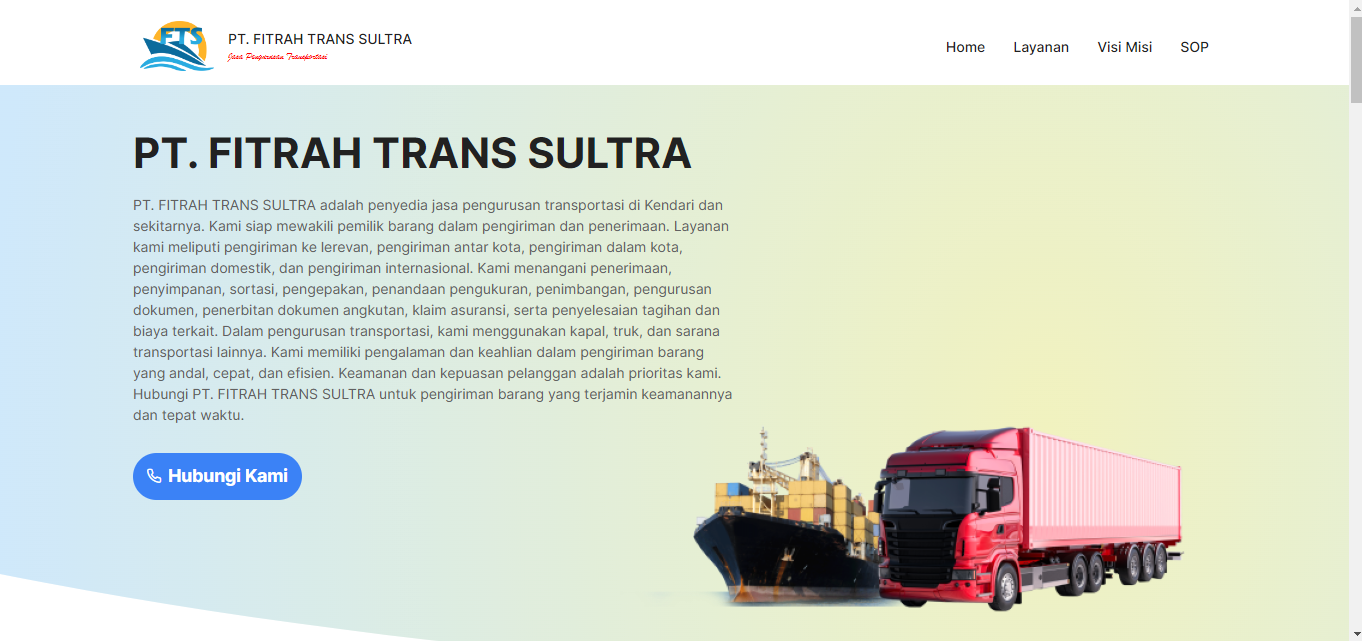 FTS
PT. FITRAH TRANS SULTRA
Jasa Pengurusan Transportasi
Home Layanan Visi Misi SOP
PT. FITRAH TRANS SULTRA
PT. FITRAH TRANS SULTRA adalah penyedia jasa pengurusan transportasi di Kendari dan
sekitarnya. Kami siap mewakili pemilik barang dalam pengiriman dan penerimaan. Layanan
kami meliputi pengiriman ke lerevan, pengiriman antar kota, pengiriman dalam kota,
pengiriman domestik, dan pengiriman internasional. Kami menangani penerimaan,
penyimpanan, sortasi, pengepakan, penandaan pengukuran, penimbangan, pengurusan
dokumen, penerbitan dokumen angkutan, klaim asuransi, serta penyelesaian tagihan dan
biaya terkait. Dalam pengurusan transportasi, kami menggunakan kapal, truk, dan sarana
transportasi lainnya. Kami memiliki pengalaman dan keahlian dalam pengiriman barang
yang andal, cepat, dan efisien. Keamanan dan kepuasan pelanggan adalah prioritas kami.
Hubungi PT. FITRAH TRANS SULTRA untuk pengiriman barang yang terjamin keamanannya
dan tepat waktu.
Hubungi Kami